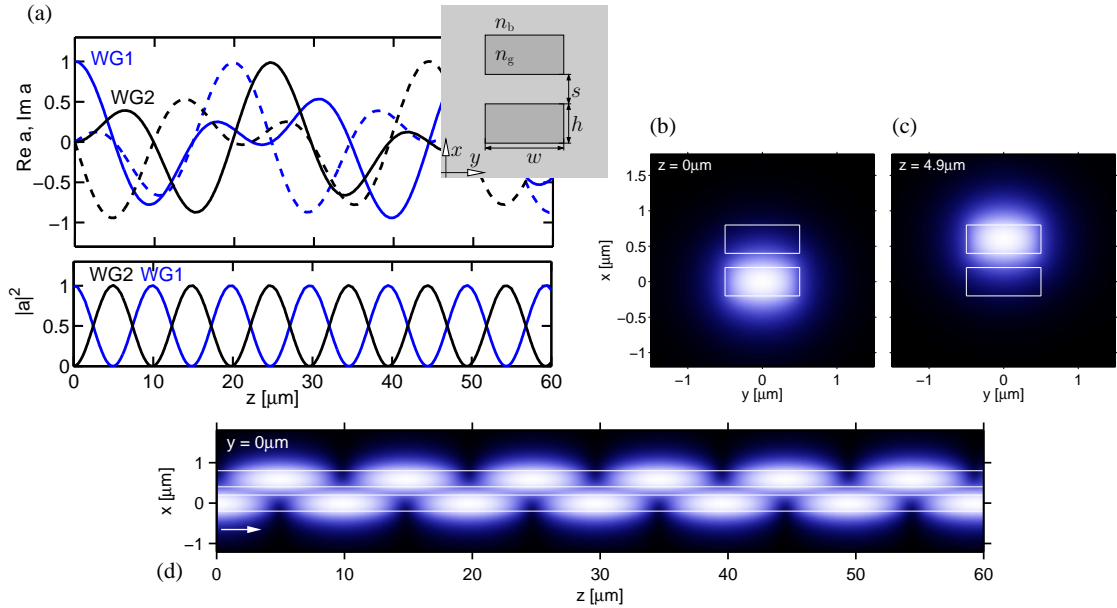 (a)
WG1
WG2
Re a, Im a
1
0.5
0
−0.5
−1
n_b
n_g
s
h
w
x
y
WG2 WG1
|a|²
1
0.5
0
0 10 20 30 40 50 60
z [μm]
(b)
z = 0μm
x [μm]
1.5
1
0.5
0
−0.5
−1
−1 0 1
y [μm]
(c)
z = 4.9μm
−1 0 1
y [μm]
y = 0μm
x [μm]
1
0
−1
0 10 20 30 40 50 60
z [μm]
(d)